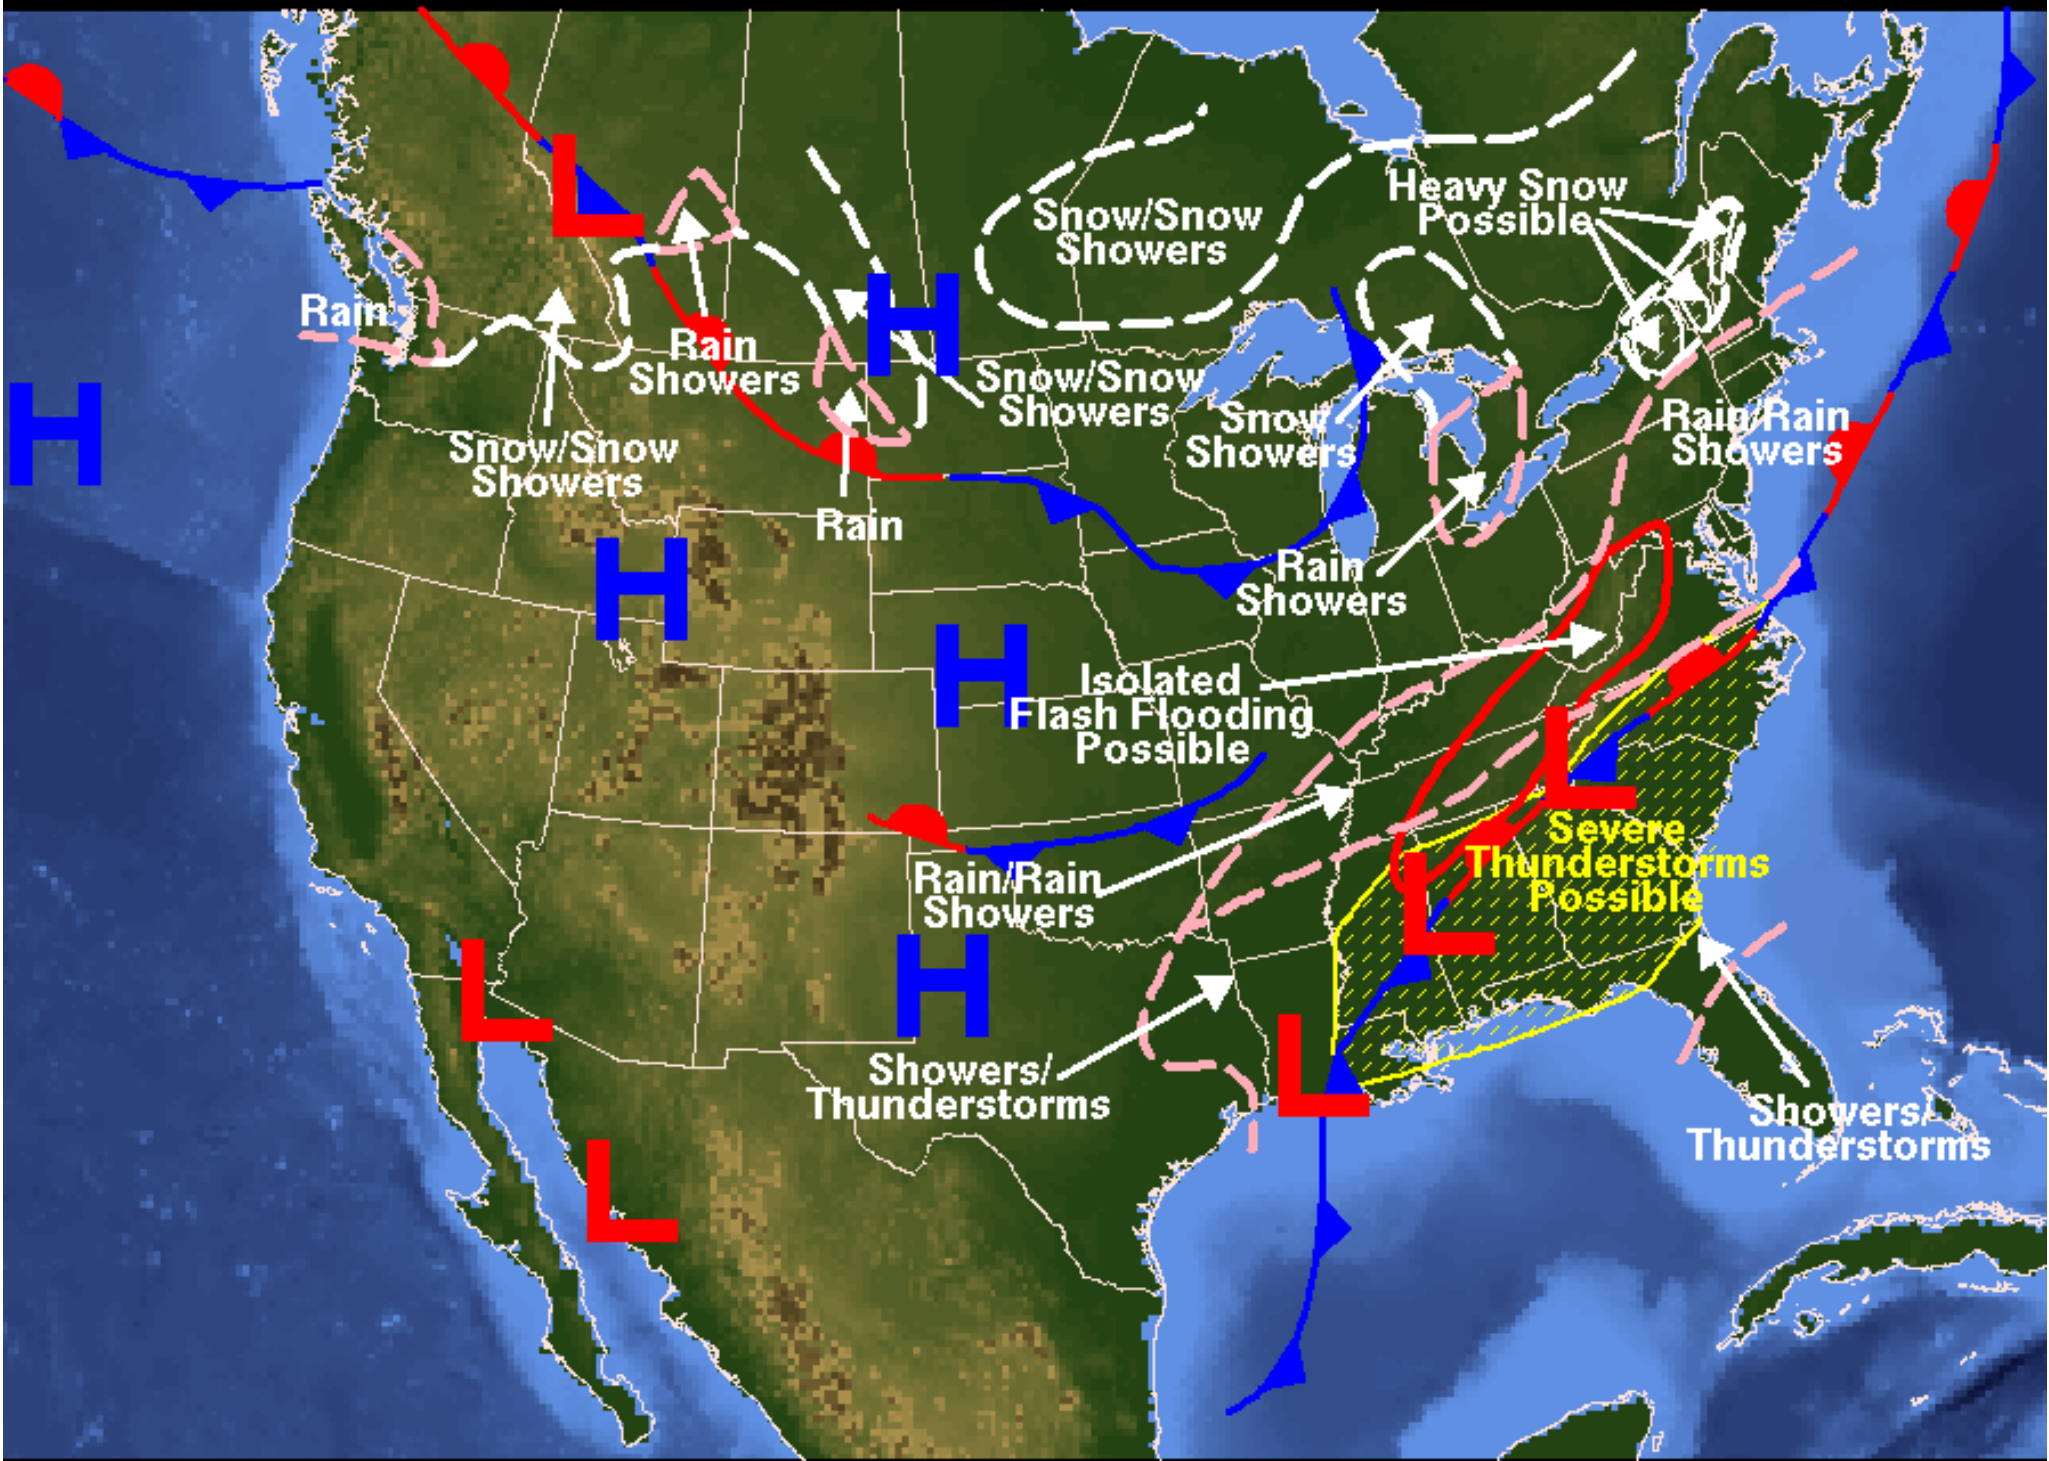 Heavy Snow
Possible
Snow/Snow
Showers
Rain
Rain
Showers
Snow/Snow
Showers
Snow
Showers
Rain/Rain
Showers
Snow/Snow
Showers
Rain
Rain
Showers
Isolated
Flash Flooding
Possible
Severe
Thunderstorms
Possible
Rain/Rain
Showers
Showers/
Thunderstorms
Showers/
Thunderstorms
H
H
H
H
H
L
L
L
L
L
L